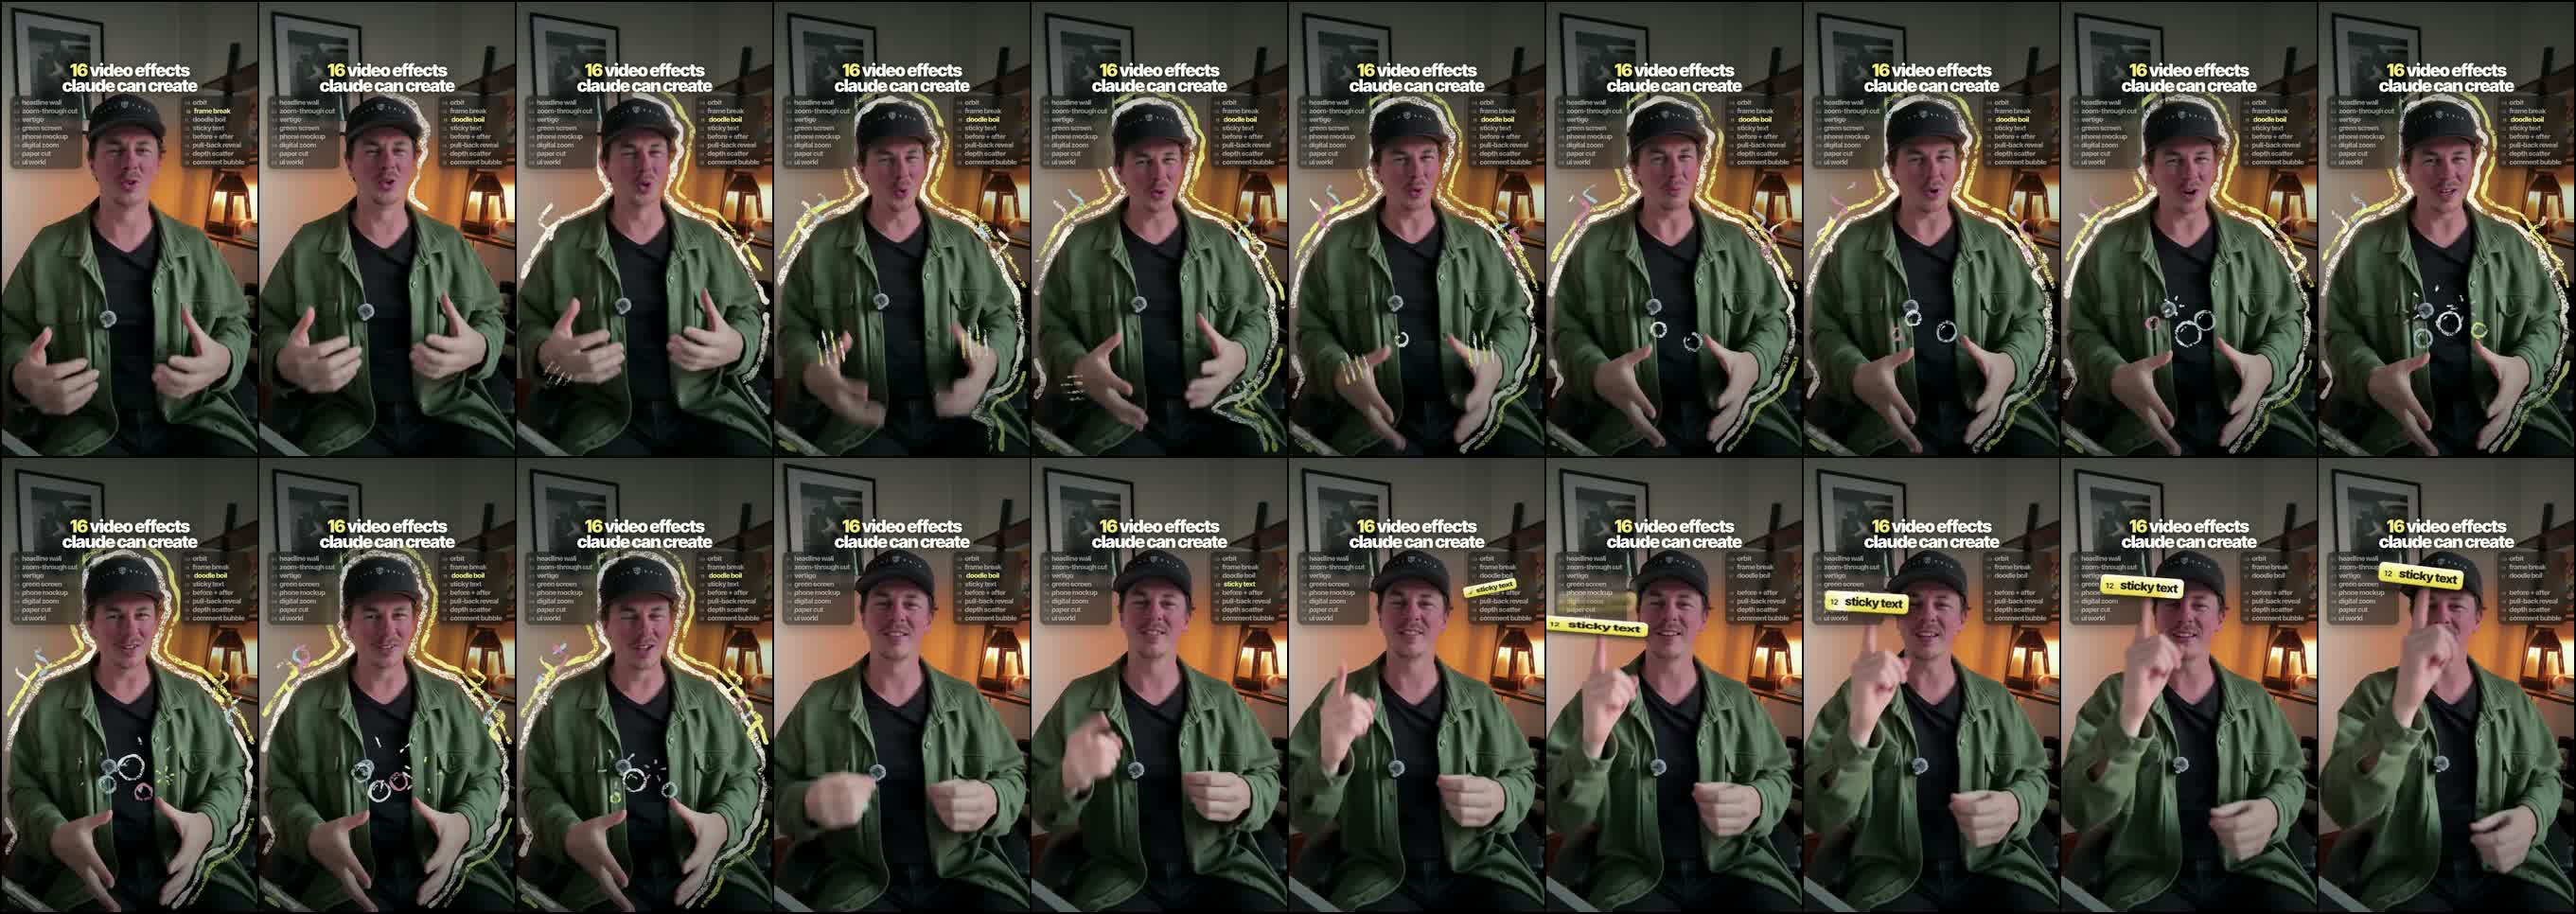 16 video effects
claude can create
headline wall
zoom-through cut
vertigo
green screen
phone mockup
digital zoom
paper cut
ui world
orbit
frame break
doodle boil
sticky text
before + after
pull-back reveal
depth scatter
comment bubble
12 sticky text